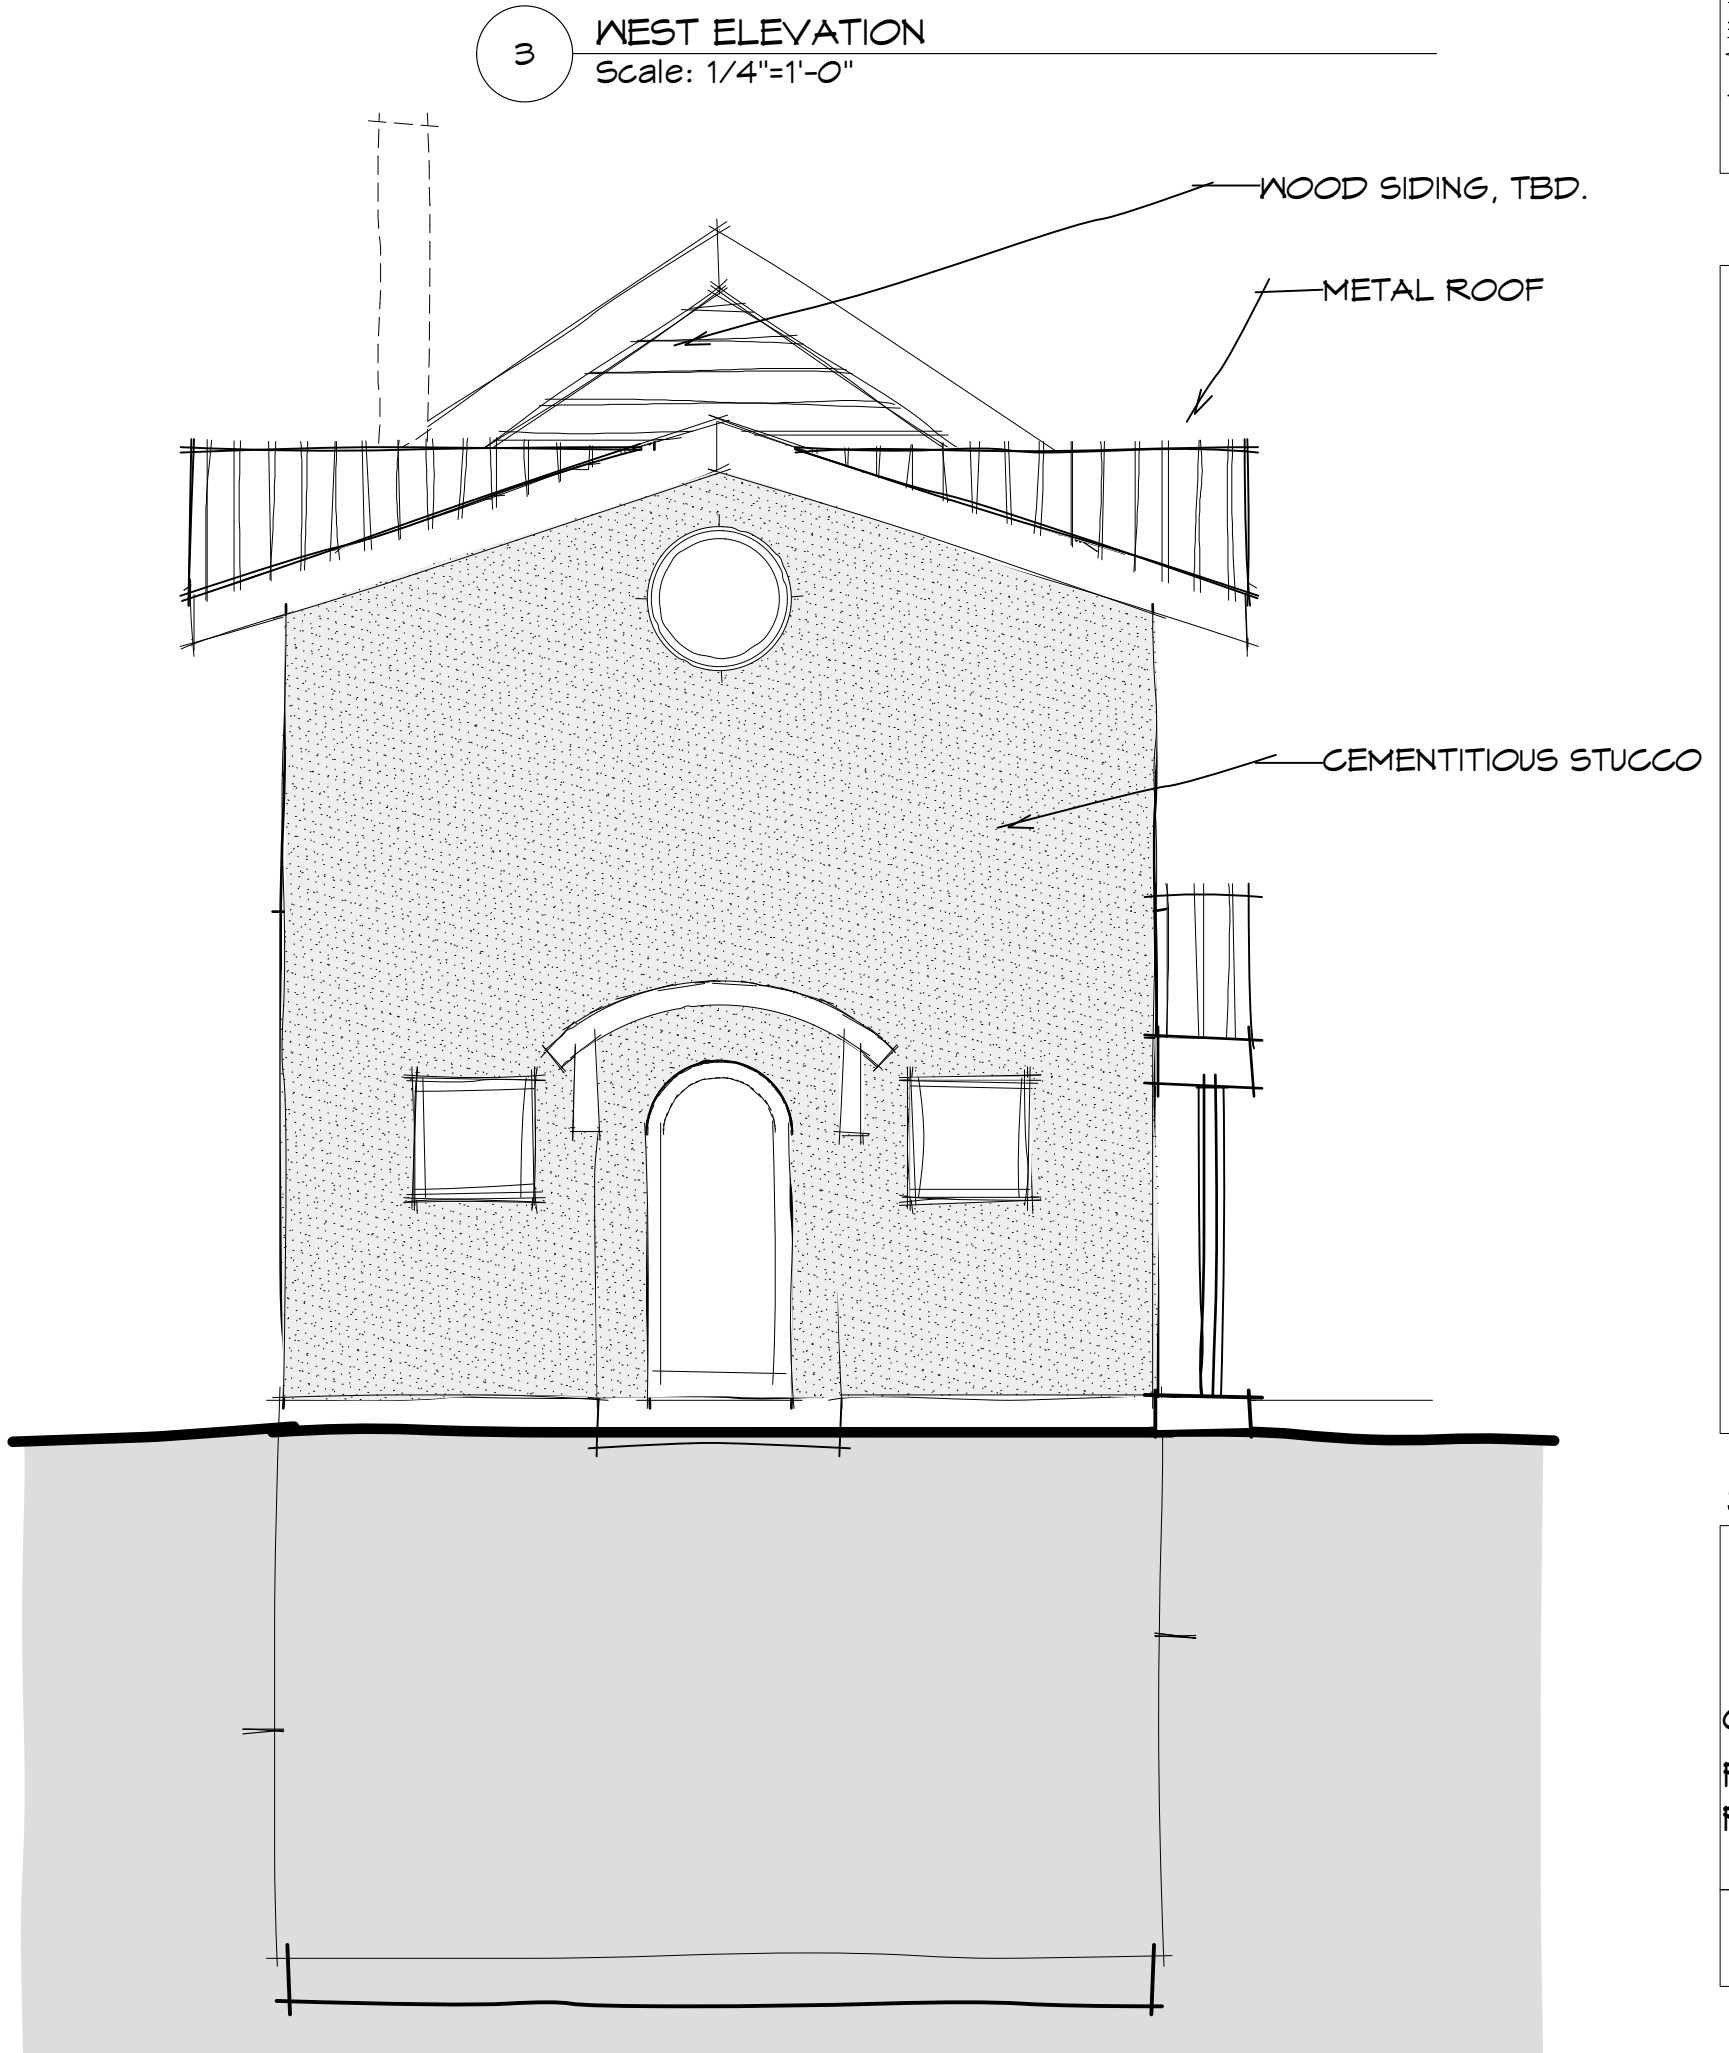 3
WEST ELEVATION
Scale: 1/4"=1'-0"
WOOD SIDING, TBD.
METAL ROOF
CEMENTITIOUS STUCCO